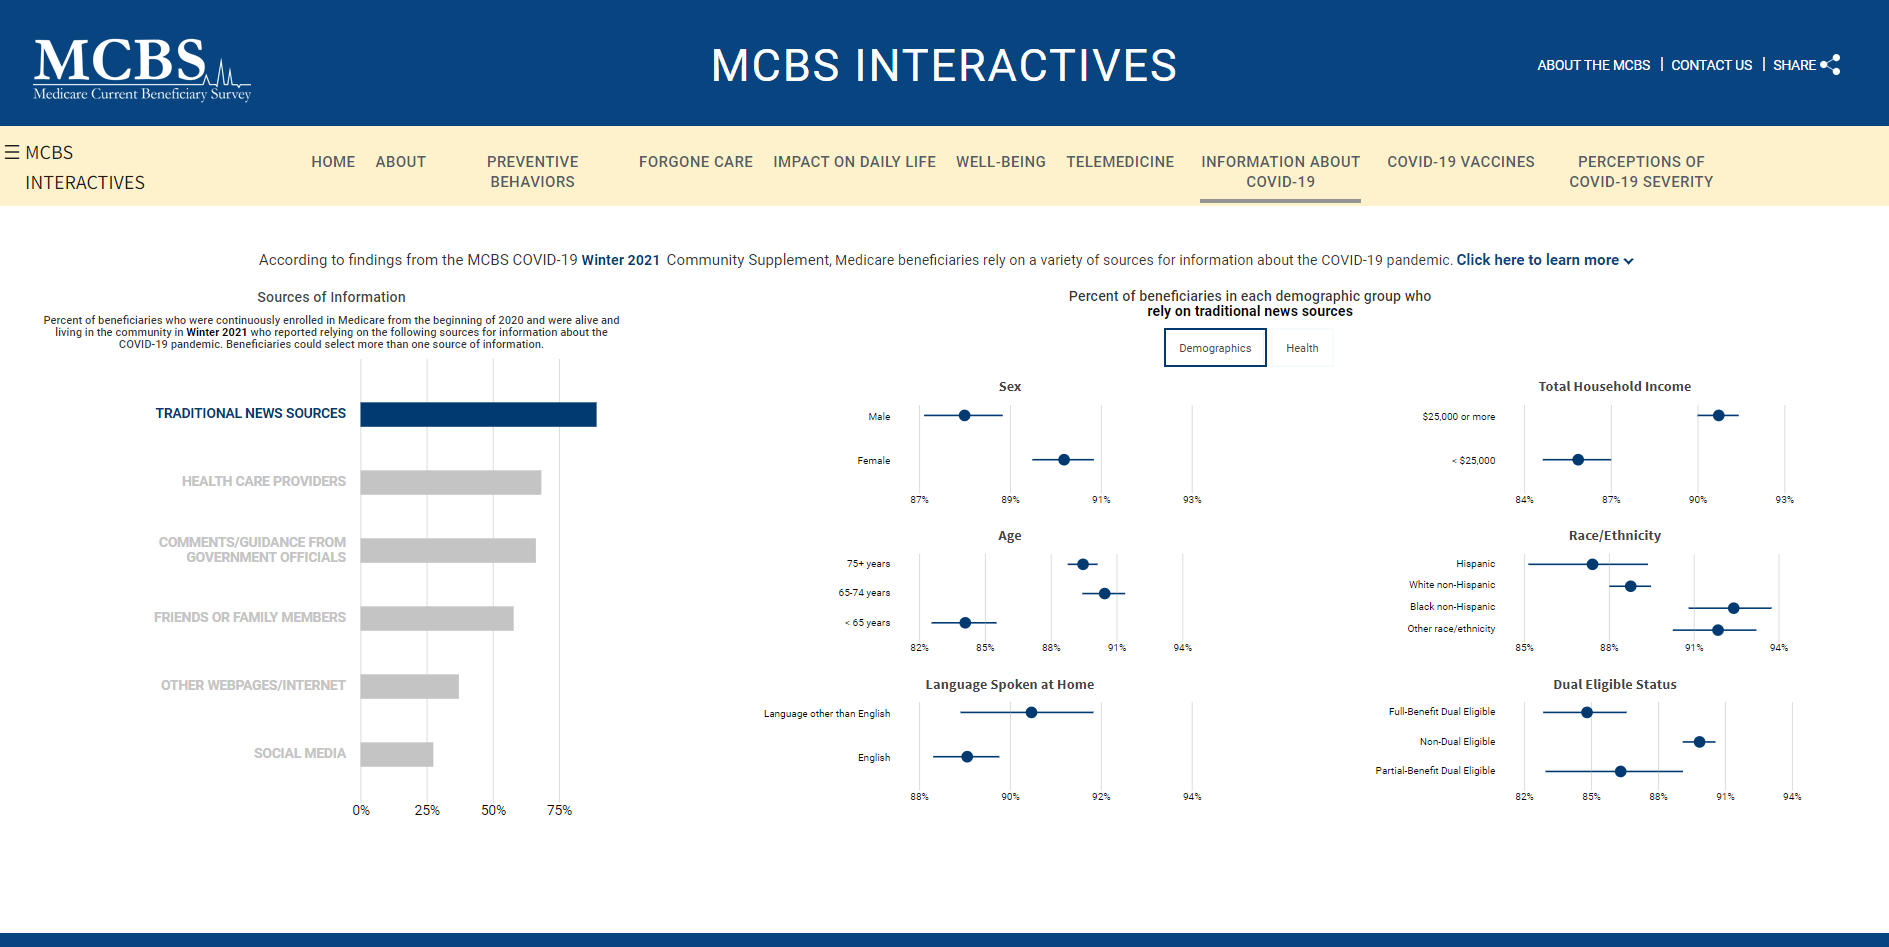 MCBS
Medicare Current Beneficiary Survey
MCBS INTERACTIVES
ABOUT THE MCBS | CONTACT US | SHARE
☰ MCBS
INTERACTIVES
HOME
ABOUT
PREVENTIVE
BEHAVIORS
FORGONE CARE
IMPACT ON DAILY LIFE
WELL-BEING
TELEMEDICINE
INFORMATION ABOUT
COVID-19
COVID-19 VACCINES
PERCEPTIONS OF
COVID-19 SEVERITY
According to findings from the MCBS COVID-19 Winter 2021 Community Supplement, Medicare beneficiaries rely on a variety of sources for information about the COVID-19 pandemic. Click here to learn more
Sources of Information
Percent of beneficiaries who were continuously enrolled in Medicare from the beginning of 2020 and were alive and
living in the community in Winter 2021 who reported relying on the following sources for information about the
COVID-19 pandemic. Beneficiaries could select more than one source of information.
TRADITIONAL NEWS SOURCES
HEALTH CARE PROVIDERS
COMMENTS/GUIDANCE FROM
GOVERNMENT OFFICIALS
FRIENDS OR FAMILY MEMBERS
OTHER WEBPAGES/INTERNET
SOCIAL MEDIA
0% 25% 50% 75%
Percent of beneficiaries in each demographic group who
rely on traditional news sources
Demographics
Health
Sex
Male
Female
87% 89% 91% 93%
Total Household Income
$25,000 or more
< $25,000
84% 87% 90% 93%
Age
75+ years
65-74 years
< 65 years
82% 85% 88% 91% 94%
Race/Ethnicity
Hispanic
White non-Hispanic
Black non-Hispanic
Other race/ethnicity
85% 88% 91% 94%
Language Spoken at Home
Language other than English
English
88% 90% 92% 94%
Dual Eligible Status
Full-Benefit Dual Eligible
Non-Dual Eligible
Partial-Benefit Dual Eligible
82% 85% 88% 91% 94%